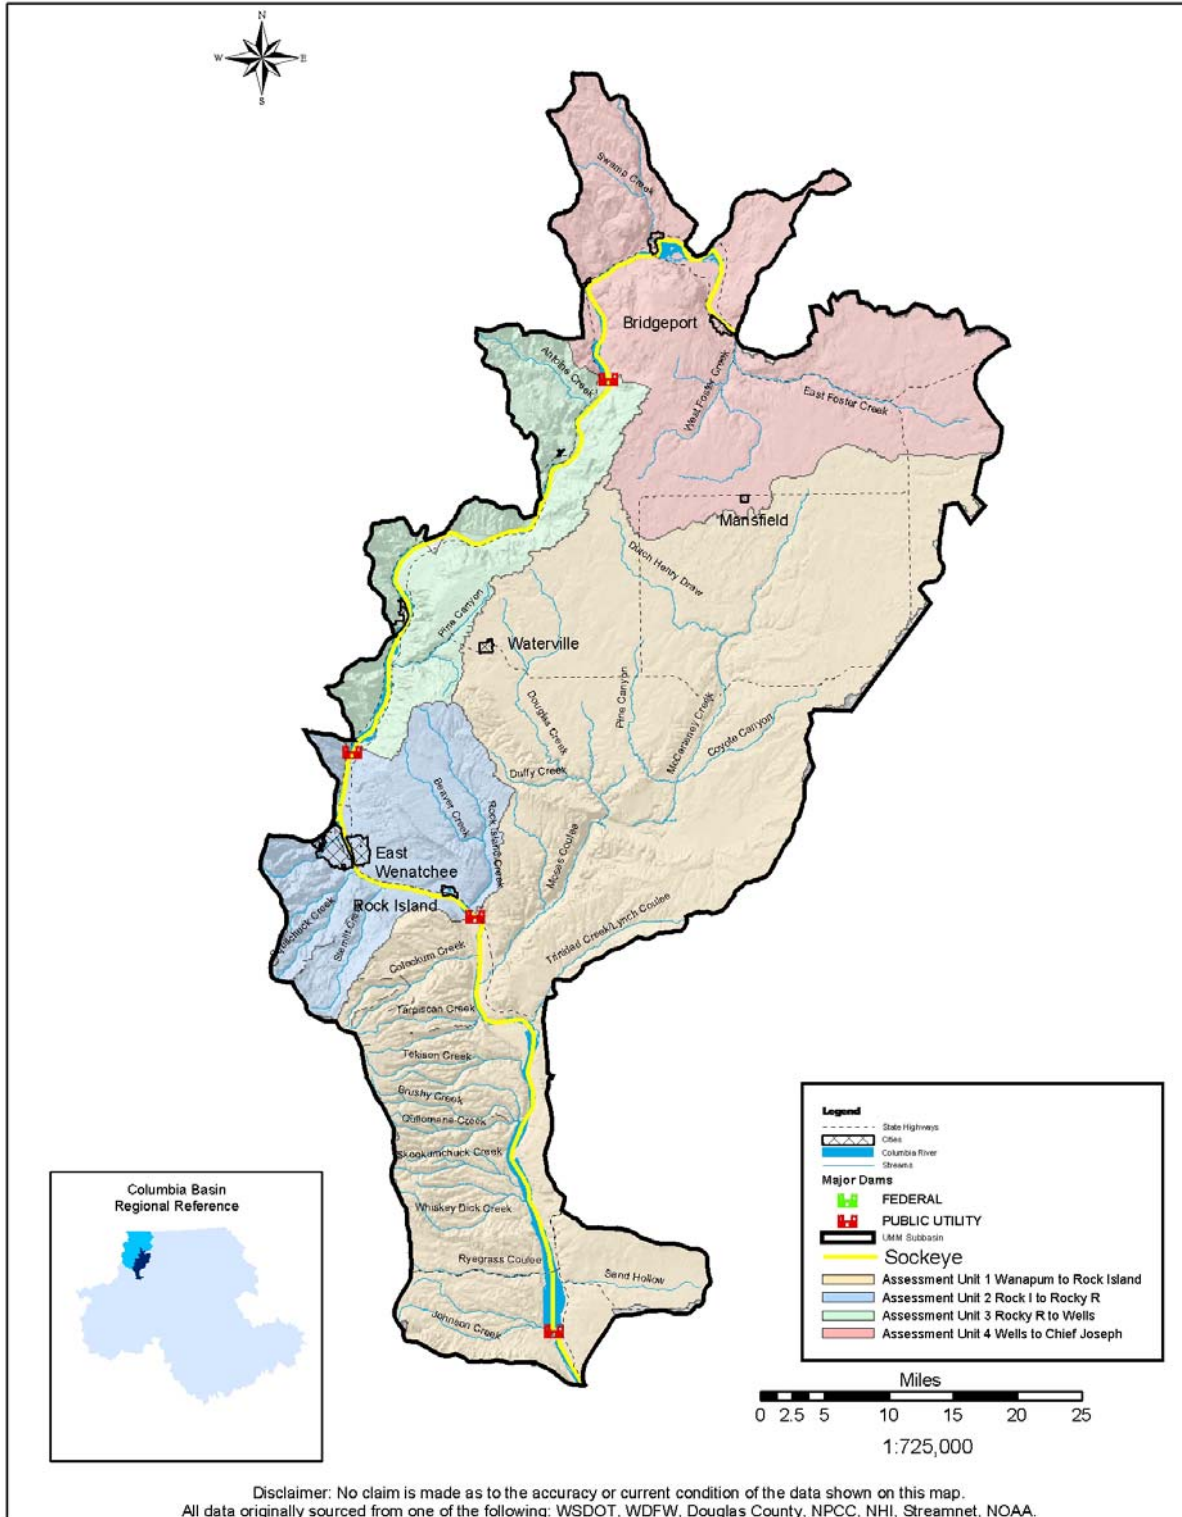 N
W E
S
Swamp Creek
Bridgeport
Antoine Creek
West Foster Creek
East Foster Creek
Mansfield
Dutch Henry Draw
Pine Canyon
Waterville
Douglas Creek
Pine Canyon
McCarteney Creek
Coyote Canyon
Duffy Creek
Beaver Creek
Rock Island Creek
Moses Coulee
East
Wenatchee
Rock Island
Trinidad Creek/Lynch Coulee
Colockum Creek
Tarpiscan Creek
Tekison Creek
Brushy Creek
Skookumchuck Creek
Whiskey Dick Creek
Ryegrass Coulee
Sand Hollow
Johnson Creek
Columbia Basin
Regional Reference
Legend
State Highways
Cities
Columbia River
Streams
Major Dams
FEDERAL
PUBLIC UTILITY
UMM Subbasin
Sockeye
Assessment Unit 1 Wanapum to Rock Island
Assessment Unit 2 Rock I to Rocky R
Assessment Unit 3 Rocky R to Wells
Assessment Unit 4 Wells to Chief Joseph
Miles
0 2.5 5 10 15 20 25
1:725,000
Disclaimer: No claim is made as to the accuracy or current condition of the data shown on this map.
All data originally sourced from one of the following: WSDOT, WDFW, Douglas County, NPCC, NHI, Streamnet, NOAA.